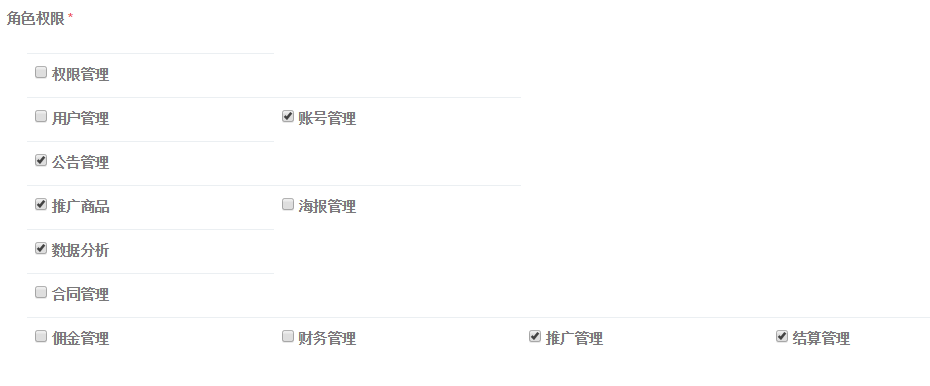 角色权限 *
权限管理
用户管理 账号管理
公告管理
推广商品 海报管理
数据分析
合同管理
佣金管理 财务管理 推广管理 结算管理